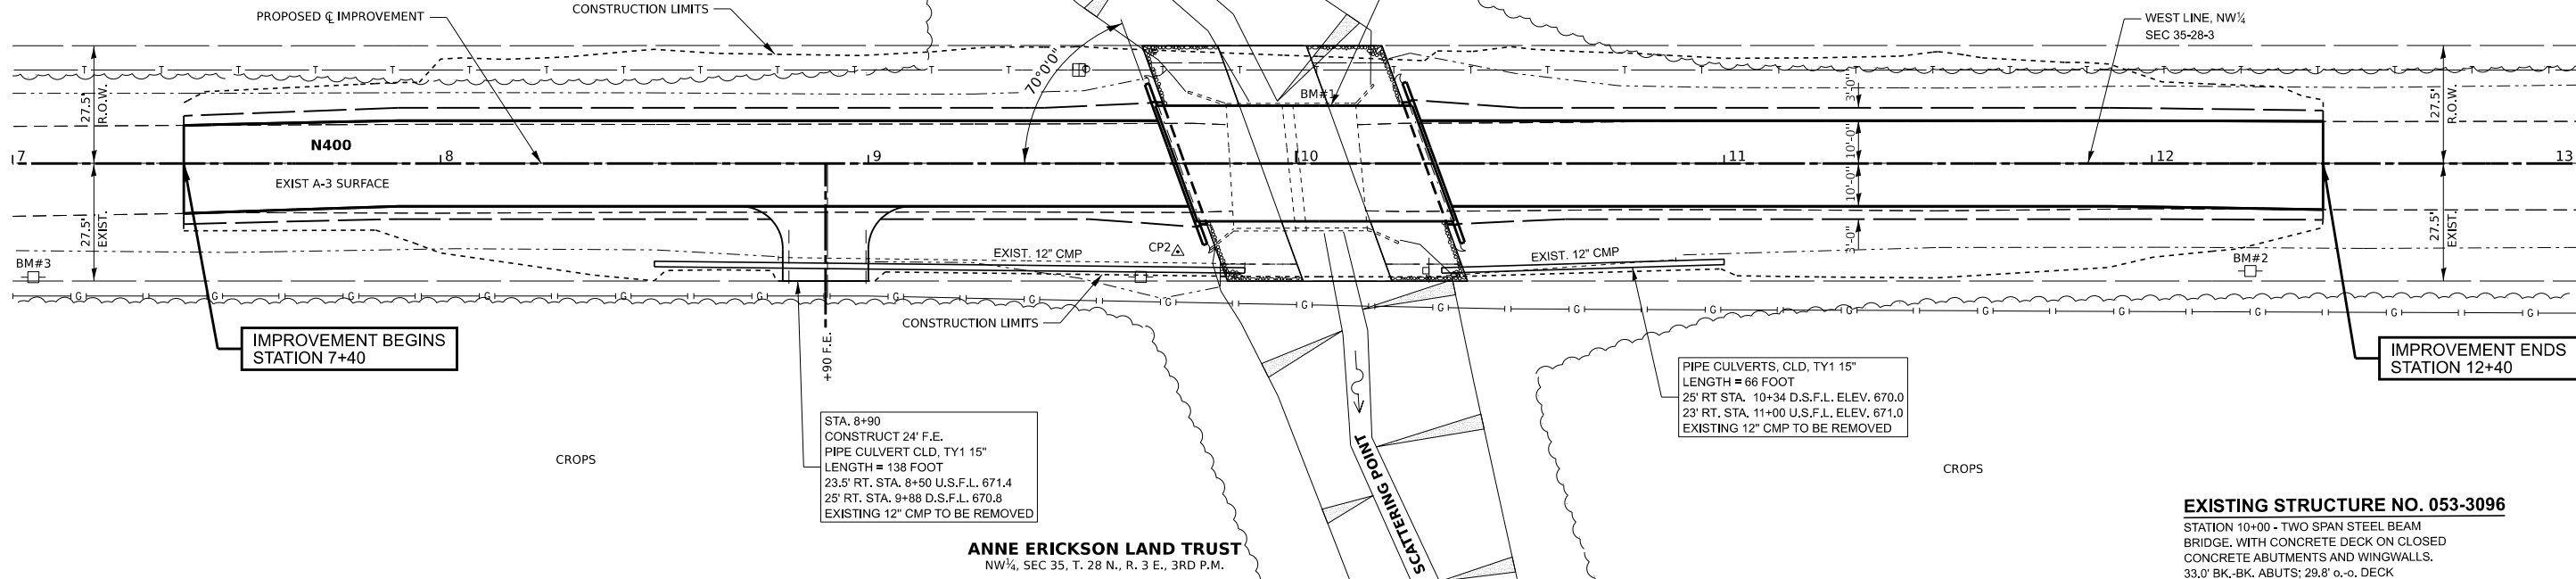 PROPOSED ℄ IMPROVEMENT
CONSTRUCTION LIMITS
WEST LINE, NW¼
SEC 35-28-3
70°0'0"
BM#1
27.5'
R.O.W.
3'-0"
27.5'
R.O.W.
T T T T T T T T T T T T T T T T T T T T T T T T T T T T T T
N400
10'-0"
7
8
9
10
11
12
13
EXIST A-3 SURFACE
10'-0"
27.5'
EXIST.
27.5'
EXIST.
CP2
EXIST. 12" CMP
EXIST. 12" CMP
BM#3
BM#2
G G G G G G G G G G G G G G G G G G G
CONSTRUCTION LIMITS
IMPROVEMENT BEGINS
STATION 7+40
+90 F.E.
IMPROVEMENT ENDS
STATION 12+40
PIPE CULVERTS, CLD, TY1 15"
LENGTH = 66 FOOT
25' RT STA. 10+34 D.S.F.L. ELEV. 670.0
23' RT. STA. 11+00 U.S.F.L. ELEV. 671.0
EXISTING 12" CMP TO BE REMOVED
STA. 8+90
CONSTRUCT 24' F.E.
PIPE CULVERT CLD, TY1 15"
LENGTH = 138 FOOT
23.5' RT. STA. 8+50 U.S.F.L. 671.4
25' RT. STA. 9+88 D.S.F.L. 670.8
EXISTING 12" CMP TO BE REMOVED
CROPS
CROPS
SCATTERING POINT
ANNE ERICKSON LAND TRUST
NW¼, SEC 35, T. 28 N., R. 3 E., 3RD P.M.
EXISTING STRUCTURE NO. 053-3096
STATION 10+00 - TWO SPAN STEEL BEAM
BRIDGE. WITH CONCRETE DECK ON CLOSED
CONCRETE ABUTMENTS AND WINGWALLS.
33.0' BK.-BK. ABUTS; 29.8' o.-o. DECK